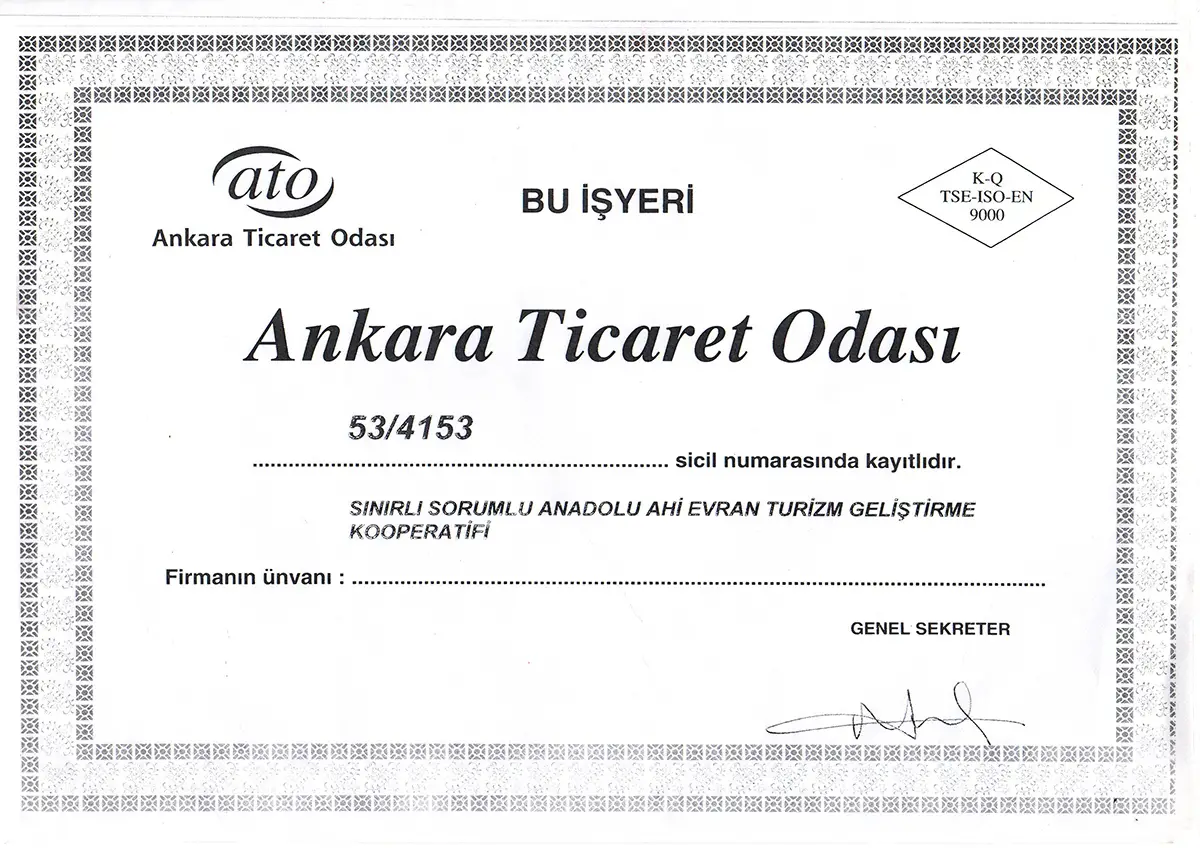 ato
Ankara Ticaret Odası
BU İŞYERİ
K-Q
TSE-ISO-EN
9000
Ankara Ticaret Odası
53/4153
........................................................................ sicil numarasında kayıtlıdır.
SINIRLI SORUMLU ANADOLU AHİ EVRAN TURİZM GELİŞTİRME
KOOPERATİFİ
Firmanın ünvanı : ........................................................................................................................
GENEL SEKRETER